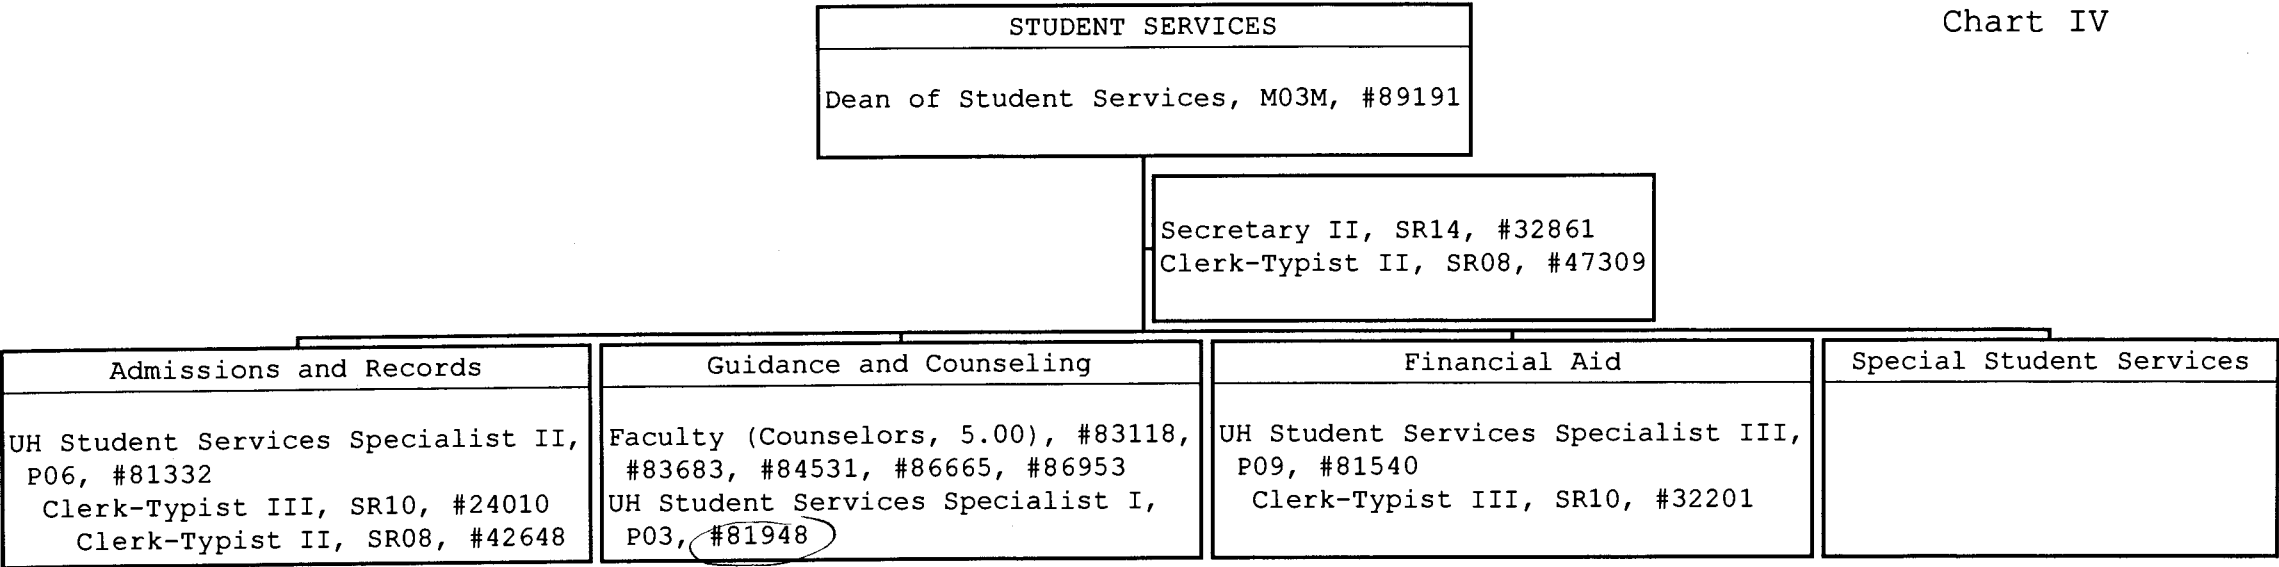 Chart IV
STUDENT SERVICES
Dean of Student Services, M03M, #89191
Secretary II, SR14, #32861
Clerk-Typist II, SR08, #47309
Admissions and Records
UH Student Services Specialist II,
P06, #81332
Clerk-Typist III, SR10, #24010
Clerk-Typist II, SR08, #42648
Guidance and Counseling
Faculty (Counselors, 5.00), #83118,
#83683, #84531, #86665, #86953
UH Student Services Specialist I,
P03, #81948
Financial Aid
UH Student Services Specialist III,
P09, #81540
Clerk-Typist III, SR10, #32201
Special Student Services